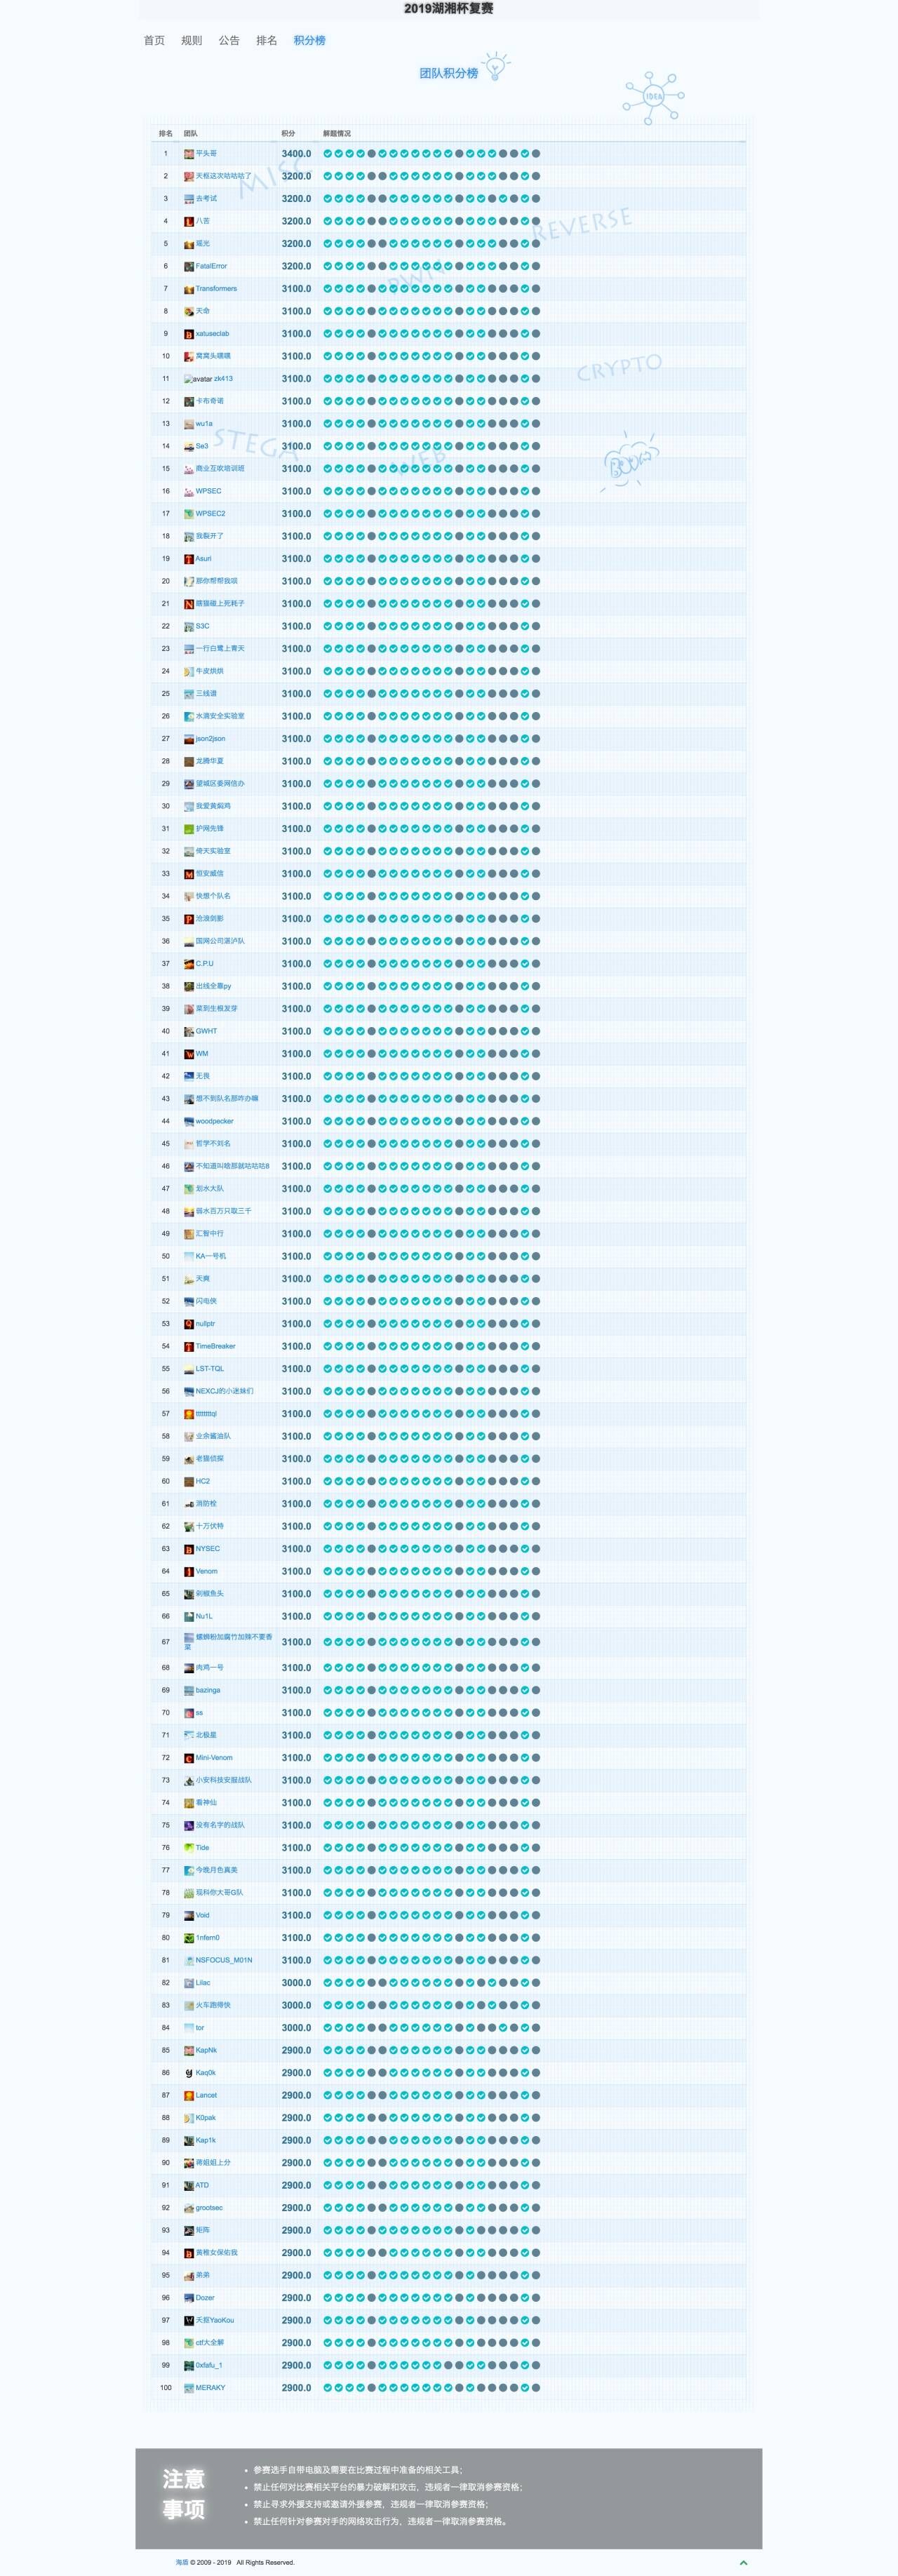 2019湖湘杯复赛
首页 规则 公告 排名 积分榜
团队积分榜
IDEA
排名 团队 积分 解题情况
1 平头哥 3400.0
2 天枢这次咕咕咕了 3200.0
MISC
3 去考试 3200.0
4 八苦 3200.0
REVERSE
5 瑶光 3200.0
6 FatalError 3200.0
PWN
7 Transformers 3100.0
8 天命 3100.0
9 xatuseclab 3100.0
10 窝窝头嘿嘿 3100.0
CRYPTO
11 avatar zk413 3100.0
12 卡布奇诺 3100.0
13 wu1a 3100.0
14 Se3 3100.0
STEGA
WEB
BOOM
15 商业互吹培训班 3100.0
16 WPSEC 3100.0
17 WPSEC2 3100.0
18 我裂开了 3100.0
19 Asuri 3100.0
20 那你帮帮我呗 3100.0
21 瞎猫碰上死耗子 3100.0
22 S3C 3100.0
23 一行白鹭上青天 3100.0
24 牛皮烘烘 3100.0
25 三线谱 3100.0
26 水滴安全实验室 3100.0
27 json2json 3100.0
28 龙腾华夏 3100.0
29 望城区委网信办 3100.0
30 我爱黄焖鸡 3100.0
31 护网先锋 3100.0
32 倚天实验室 3100.0
33 恒安威信 3100.0
34 快想个队名 3100.0
35 沧浪剑影 3100.0
36 国网公司湛泸队 3100.0
37 C.P.U 3100.0
38 出线全靠py 3100.0
39 菜到生根发芽 3100.0
40 GWHT 3100.0
41 WM 3100.0
42 无畏 3100.0
43 想不到队名那咋办嘛 3100.0
44 woodpecker 3100.0
45 哲学不刘名 3100.0
46 不知道叫啥那就咕咕咕8 3100.0
47 划水大队 3100.0
48 弱水百万只取三千 3100.0
49 汇智中行 3100.0
50 KA一号机 3100.0
51 天爽 3100.0
52 闪电侠 3100.0
53 nullptr 3100.0
54 TimeBreaker 3100.0
55 LST-TQL 3100.0
56 NEXCJ的小迷妹们 3100.0
57 ttttttttql 3100.0
58 业余酱油队 3100.0
59 老猫侦探 3100.0
60 HC2 3100.0
61 消防栓 3100.0
62 十万伏特 3100.0
63 NYSEC 3100.0
64 Venom 3100.0
65 剁椒鱼头 3100.0
66 Nu1L 3100.0
67 螺蛳粉加腐竹加辣不要香
菜 3100.0
68 肉鸡一号 3100.0
69 bazinga 3100.0
70 ss 3100.0
71 北极星 3100.0
72 Mini-Venom 3100.0
73 小安科技安服战队 3100.0
74 看神仙 3100.0
75 没有名字的战队 3100.0
76 Tide 3100.0
77 今晚月色真美 3100.0
78 现科你大哥G队 3100.0
79 Void 3100.0
80 1nfern0 3100.0
81 NSFOCUS_M01N 3100.0
82 Lilac 3000.0
83 火车跑得快 3000.0
84 tor 3000.0
85 KapNk 2900.0
86 Kaq0k 2900.0
87 Lancet 2900.0
88 K0pak 2900.0
89 Kap1k 2900.0
90 蒋姐姐上分 2900.0
91 ATD 2900.0
92 grootsec 2900.0
93 矩阵 2900.0
94 黄稚女保佑我 2900.0
95 弟弟 2900.0
96 Dozer 2900.0
97 天枢YaoKou 2900.0
98 ctf大全解 2900.0
99 0xfafu_1 2900.0
100 MERAKY 2900.0
注意
事项
• 参赛选手自带电脑及需要在比赛过程中准备的相关工具；
• 禁止任何对比赛相关平台的暴力破解和攻击，违规者一律取消参赛资格；
• 禁止寻求外援支持或邀请外援参赛，违规者一律取消参赛资格；
• 禁止任何针对参赛对手的网络攻击行为，违规者一律取消参赛资格。
海盾 © 2009 - 2019 All Rights Reserved.